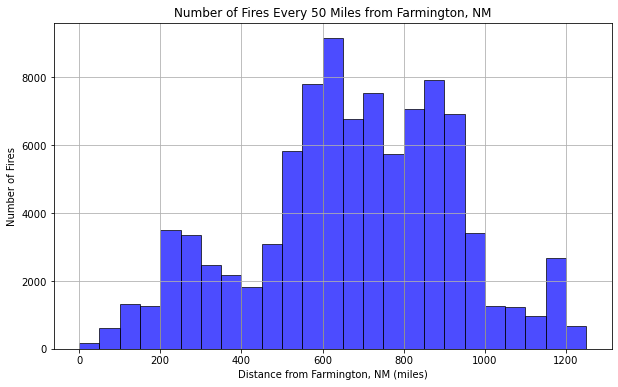 Number of Fires Every 50 Miles from Farmington, NM
Number of Fires
8000
6000
4000
2000
0
0 200 400 600 800 1000 1200
Distance from Farmington, NM (miles)